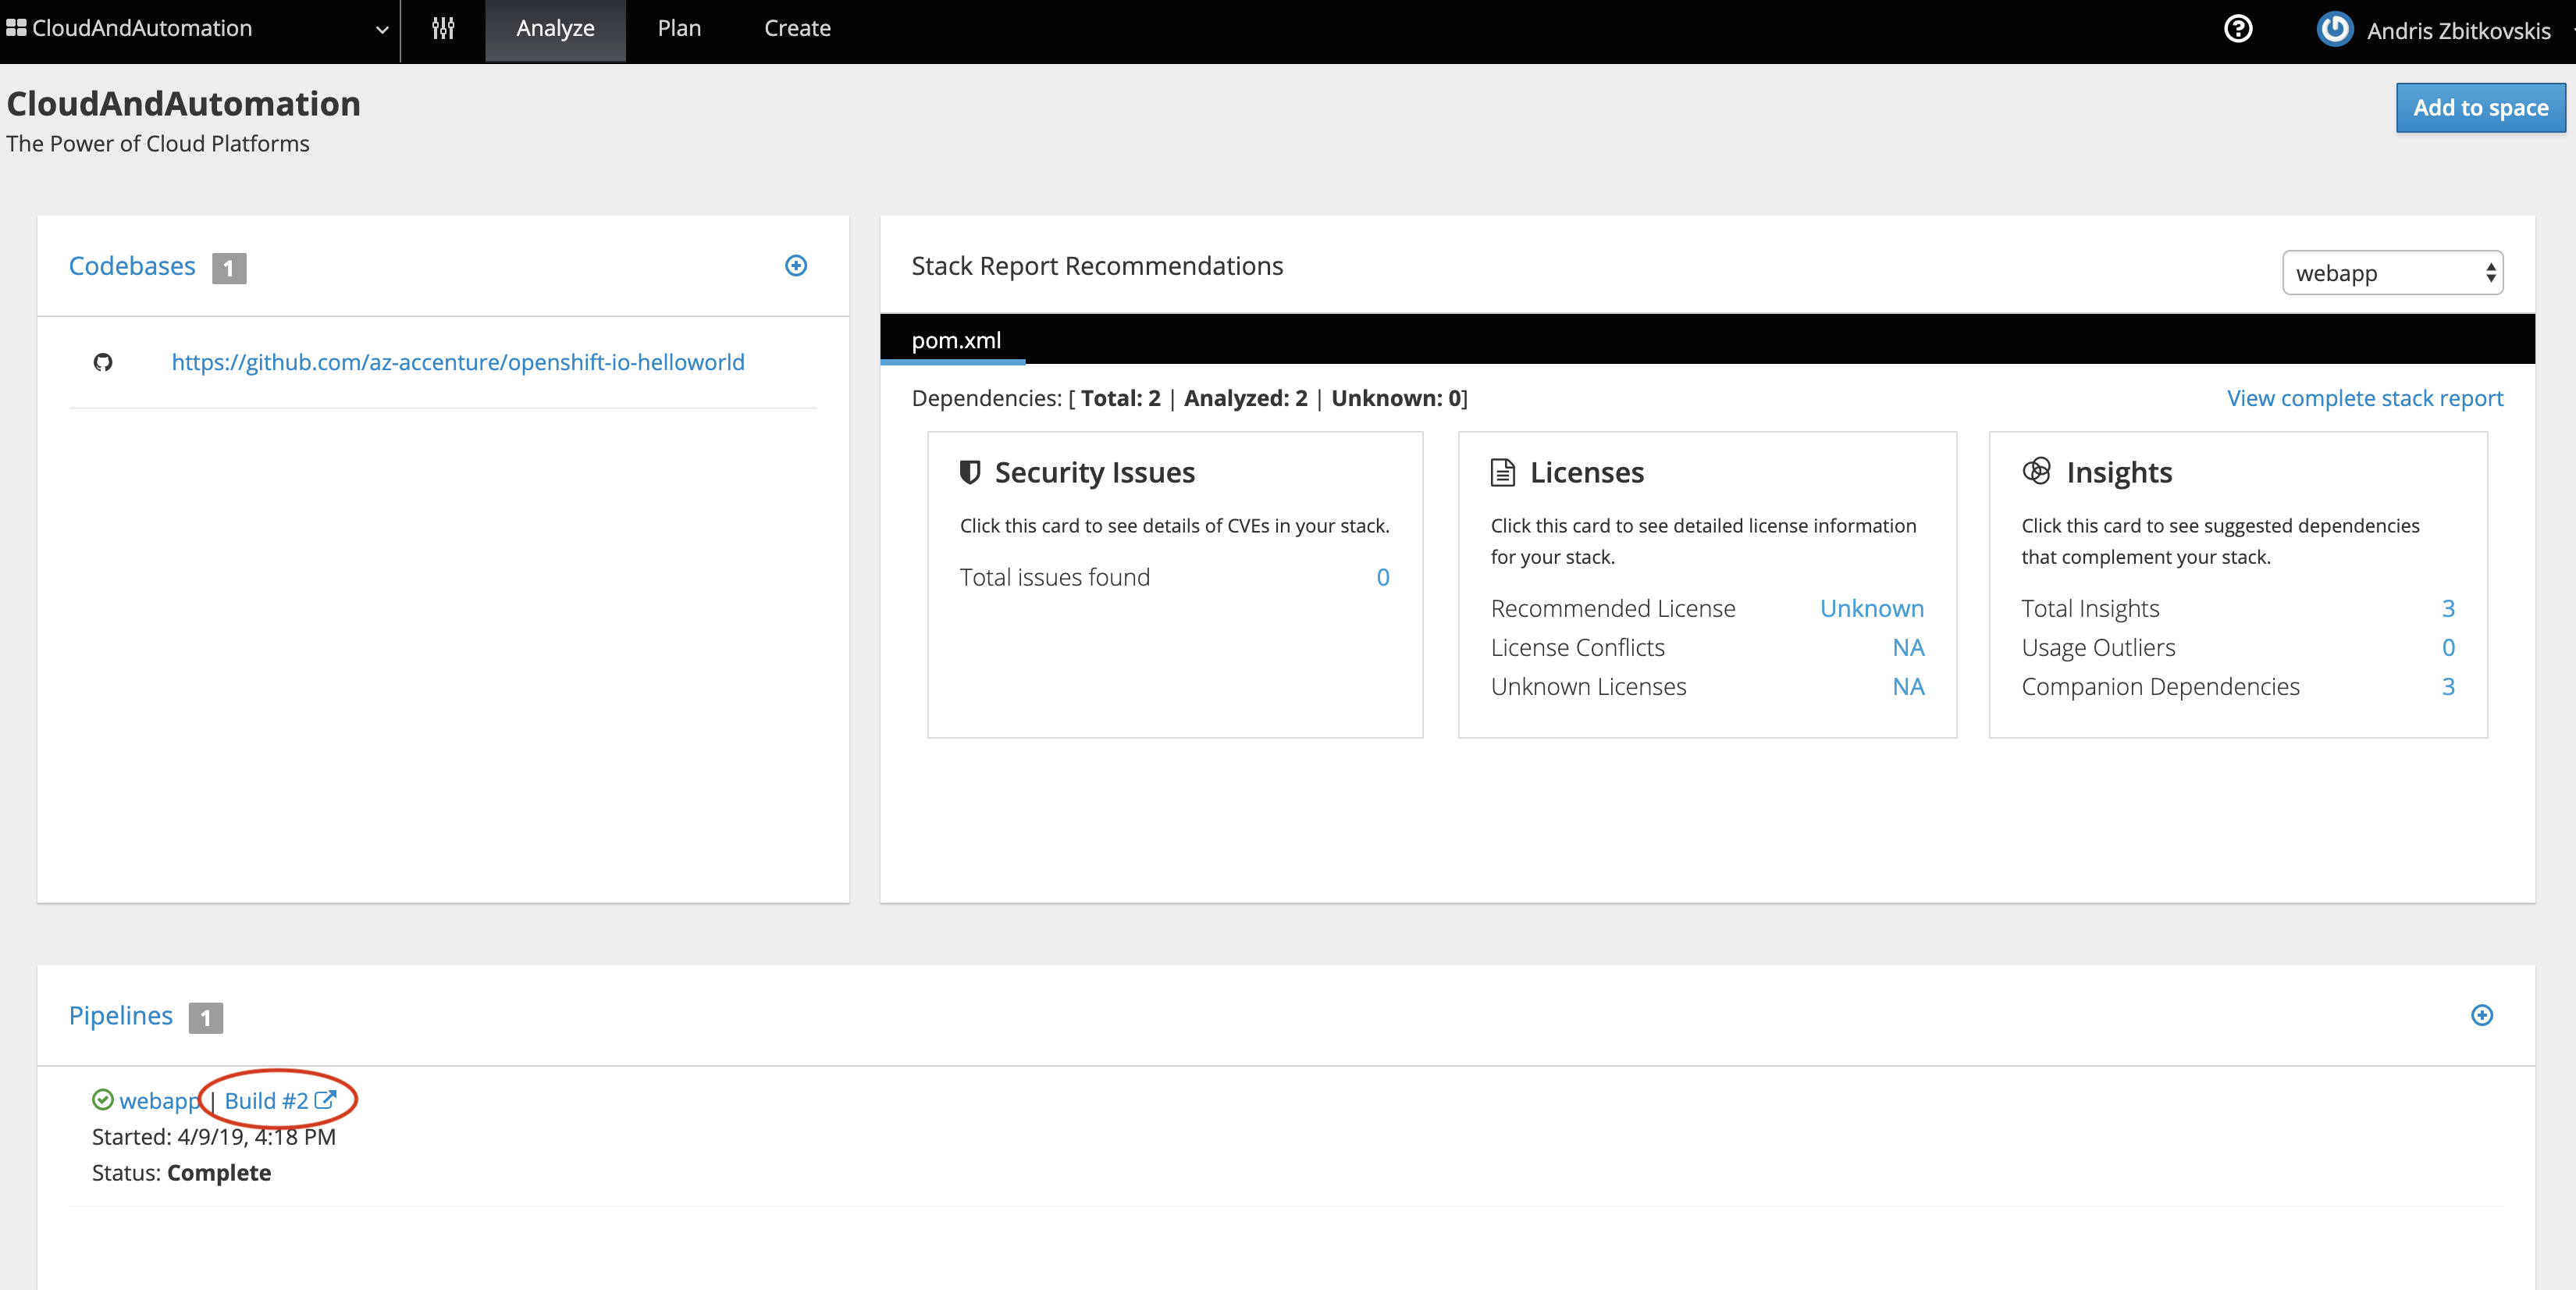 CloudAndAutomation
Analyze
Plan
Create
Andris Zbitkovskis
CloudAndAutomation
The Power of Cloud Platforms
Add to space
Codebases 1
https://github.com/az-accenture/openshift-io-helloworld
Stack Report Recommendations
webapp
pom.xml
Dependencies: [ Total: 2 | Analyzed: 2 | Unknown: 0]
View complete stack report
Security Issues
Click this card to see details of CVEs in your stack.
Total issues found 0
Licenses
Click this card to see detailed license information
for your stack.
Recommended License Unknown
License Conflicts NA
Unknown Licenses NA
Insights
Click this card to see suggested dependencies
that complement your stack.
Total Insights 3
Usage Outliers 0
Companion Dependencies 3
Pipelines 1
webapp | Build #2
Started: 4/9/19, 4:18 PM
Status: Complete